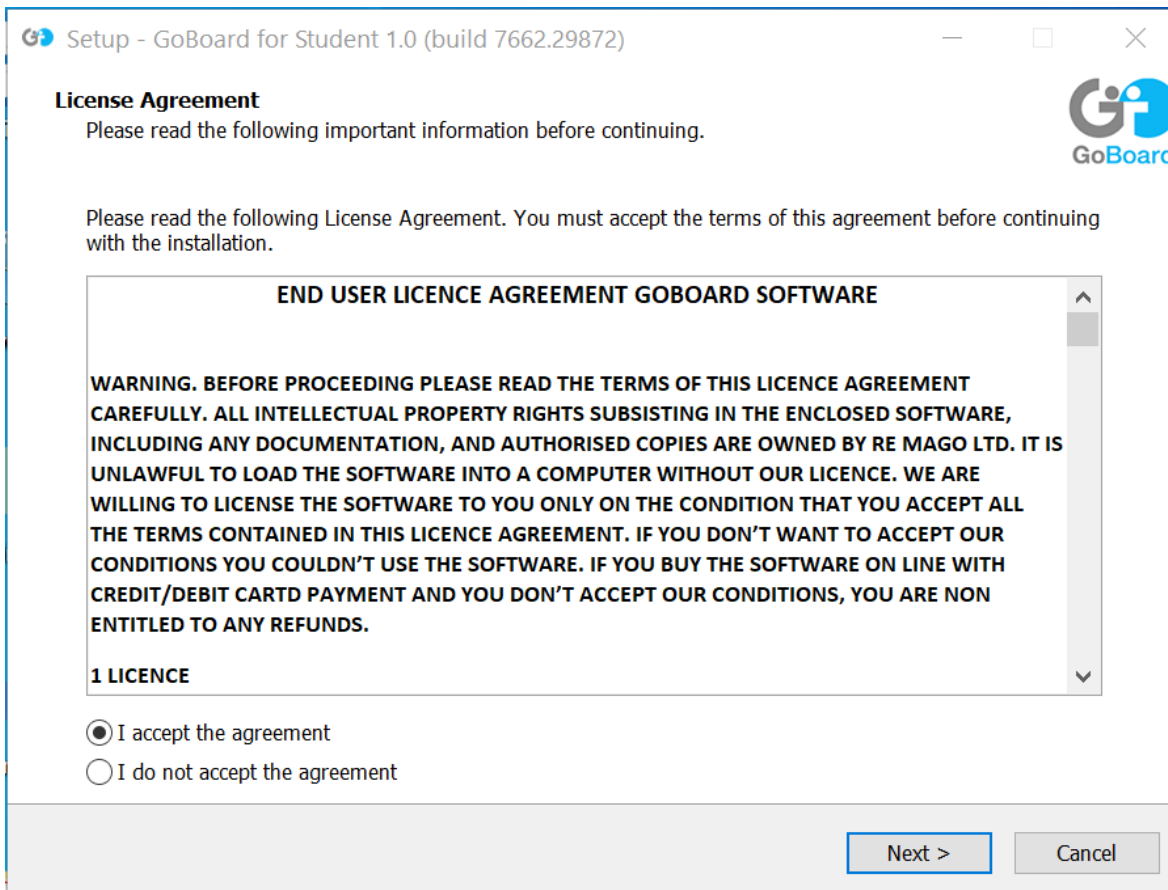 Setup - GoBoard for Student 1.0 (build 7662.29872)
License Agreement
Please read the following important information before continuing.
GoBoard
Please read the following License Agreement. You must accept the terms of this agreement before continuing
with the installation.
END USER LICENCE AGREEMENT GOBOARD SOFTWARE
WARNING. BEFORE PROCEEDING PLEASE READ THE TERMS OF THIS LICENCE AGREEMENT
CAREFULLY. ALL INTELLECTUAL PROPERTY RIGHTS SUBSISTING IN THE ENCLOSED SOFTWARE,
INCLUDING ANY DOCUMENTATION, AND AUTHORISED COPIES ARE OWNED BY RE MAGO LTD. IT IS
UNLAWFUL TO LOAD THE SOFTWARE INTO A COMPUTER WITHOUT OUR LICENCE. WE ARE
WILLING TO LICENSE THE SOFTWARE TO YOU ONLY ON THE CONDITION THAT YOU ACCEPT ALL
THE TERMS CONTAINED IN THIS LICENCE AGREEMENT. IF YOU DON’T WANT TO ACCEPT OUR
CONDITIONS YOU COULDN’T USE THE SOFTWARE. IF YOU BUY THE SOFTWARE ON LINE WITH
CREDIT/DEBIT CARTD PAYMENT AND YOU DON’T ACCEPT OUR CONDITIONS, YOU ARE NON
ENTITLED TO ANY REFUNDS.
1 LICENCE
I accept the agreement
I do not accept the agreement
Next >
Cancel